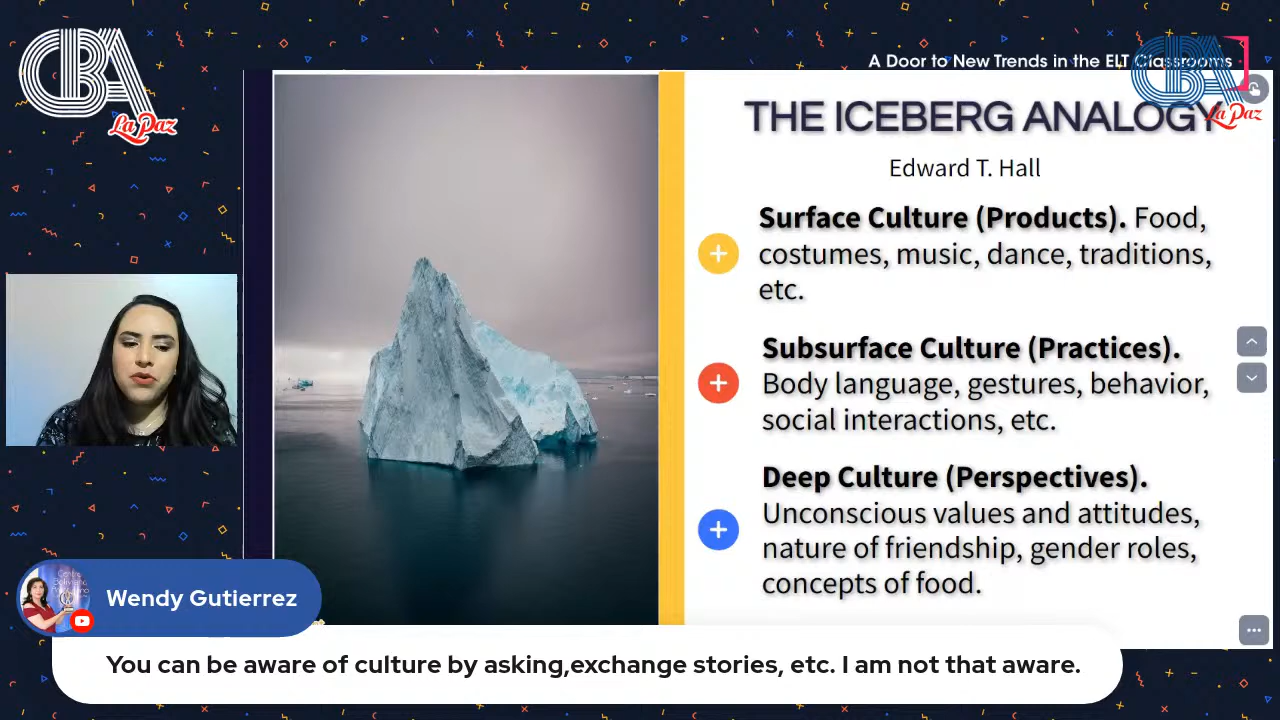 CBA
La Paz
A Door to New Trends in the ELT Classrooms
CBA
La Paz
THE ICEBERG ANALOGY
Edward T. Hall
Surface Culture (Products). Food,
costumes, music, dance, traditions,
etc.
Subsurface Culture (Practices).
Body language, gestures, behavior,
social interactions, etc.
Deep Culture (Perspectives).
Unconscious values and attitudes,
nature of friendship, gender roles,
concepts of food.
Wendy Gutierrez
You can be aware of culture by asking,exchange stories, etc. I am not that aware.